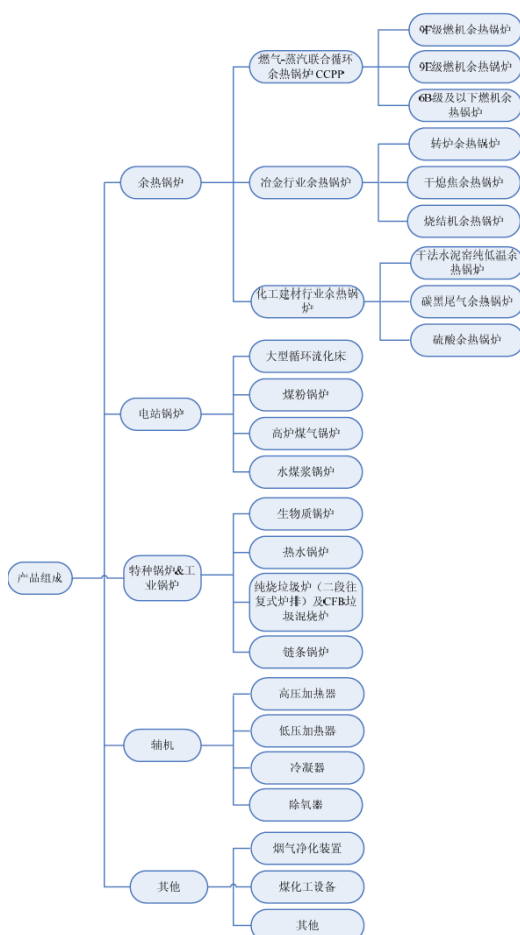 产品组成
余热锅炉
燃气-蒸汽联合循环
余热锅炉 CCPP
9F级燃机余热锅炉
9E级燃机余热锅炉
6B级及以下燃机余
热锅炉
冶金行业余热锅炉
转炉余热锅炉
干熄焦余热锅炉
烧结机余热锅炉
化工建材行业余热锅
炉
干法水泥窑纯低温余
热锅炉
碳黑尾气余热锅炉
硫酸余热锅炉
电站锅炉
大型循环流化床
煤粉锅炉
高炉煤气锅炉
水煤浆锅炉
特种锅炉&工
业锅炉
生物质锅炉
热水锅炉
纯烧垃圾炉（二段往
复式炉排）及CFB垃
圾混烧炉
链条锅炉
辅机
高压加热器
低压加热器
冷凝器
除氧器
其他
烟气净化装置
煤化工设备
其他